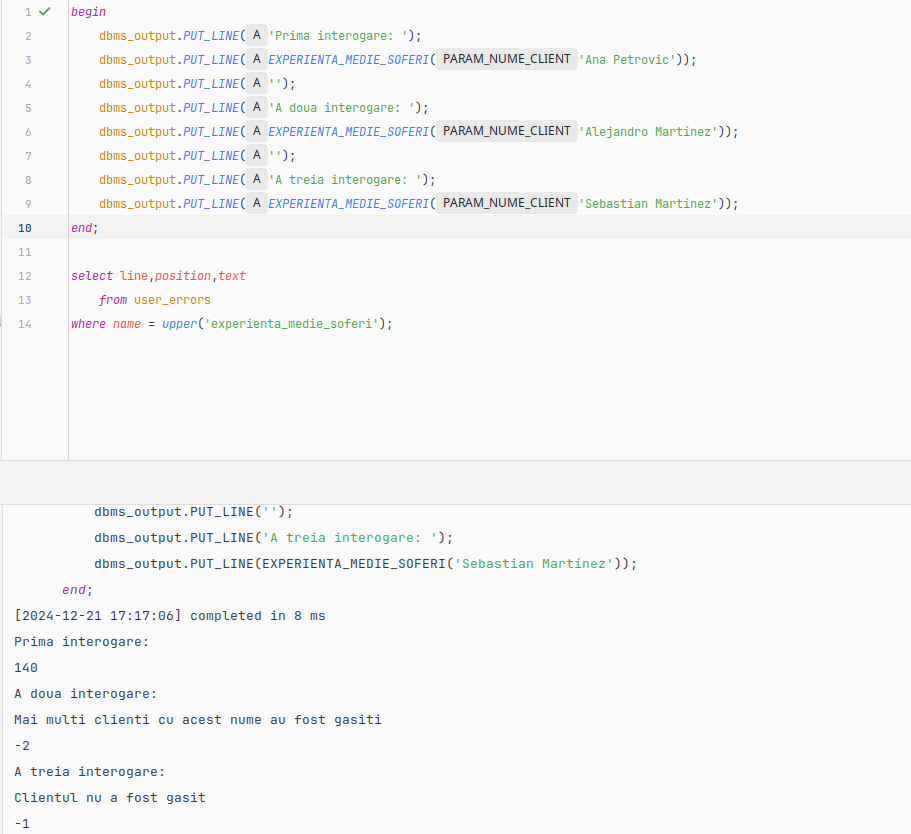 1 begin
2 dbms_output.PUT_LINE( A 'Prima interogare: ');
3 dbms_output.PUT_LINE( A EXPERIENTA_MEDIE_SOFERI( PARAM_NUME_CLIENT 'Ana Petrovic'));
4 dbms_output.PUT_LINE( A '');
5 dbms_output.PUT_LINE( A 'A doua interogare: ');
6 dbms_output.PUT_LINE( A EXPERIENTA_MEDIE_SOFERI( PARAM_NUME_CLIENT 'Alejandro Martínez'));
7 dbms_output.PUT_LINE( A '');
8 dbms_output.PUT_LINE( A 'A treia interogare: ');
9 dbms_output.PUT_LINE( A EXPERIENTA_MEDIE_SOFERI( PARAM_NUME_CLIENT 'Sebastian Martínez'));
10 end;
11
12 select line,position,text
13 from user_errors
14 where name = upper('experienta_medie_soferi');
dbms_output.PUT_LINE('');
dbms_output.PUT_LINE('A treia interogare: ');
dbms_output.PUT_LINE(EXPERIENTA_MEDIE_SOFERI('Sebastian Martínez'));
end;
[2024-12-21 17:17:06] completed in 8 ms
Prima interogare:
140
A doua interogare:
Mai multi clienti cu acest nume au fost gasiti
-2
A treia interogare:
Clientul nu a fost gasit
-1